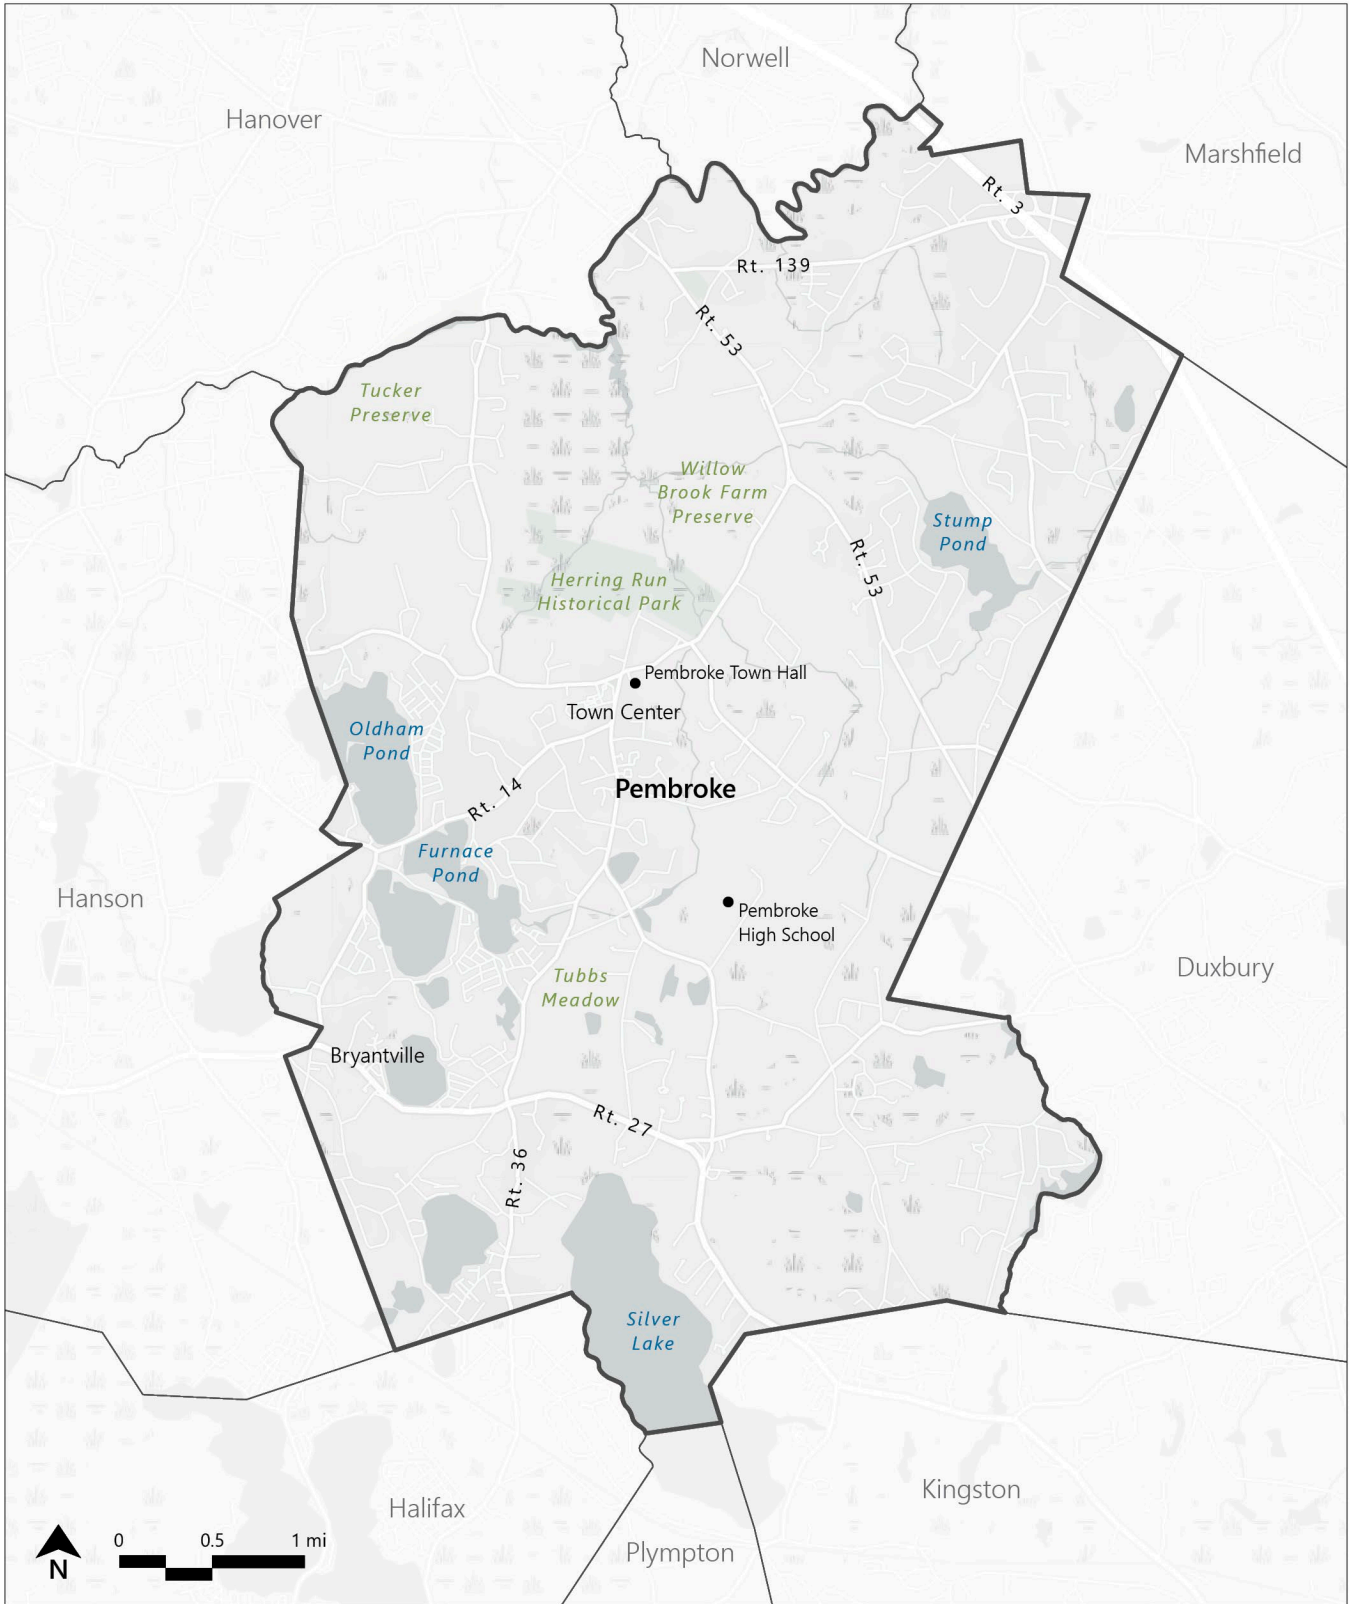 Norwell
Hanover
Marshfield
Rt. 3
Rt. 139
Rt. 53
Tucker
Preserve
Willow
Brook Farm
Preserve
Stump
Pond
Rt. 53
Herring Run
Historical Park
Pembroke Town Hall
Town Center
Oldham
Pond
Pembroke
Rt. 14
Furnace
Pond
Hanson
Pembroke
High School
Duxbury
Tubbs
Meadow
Bryantville
Rt. 27
Rt. 36
Silver
Lake
Kingston
Halifax
Plympton
0 0.5 1 mi
N